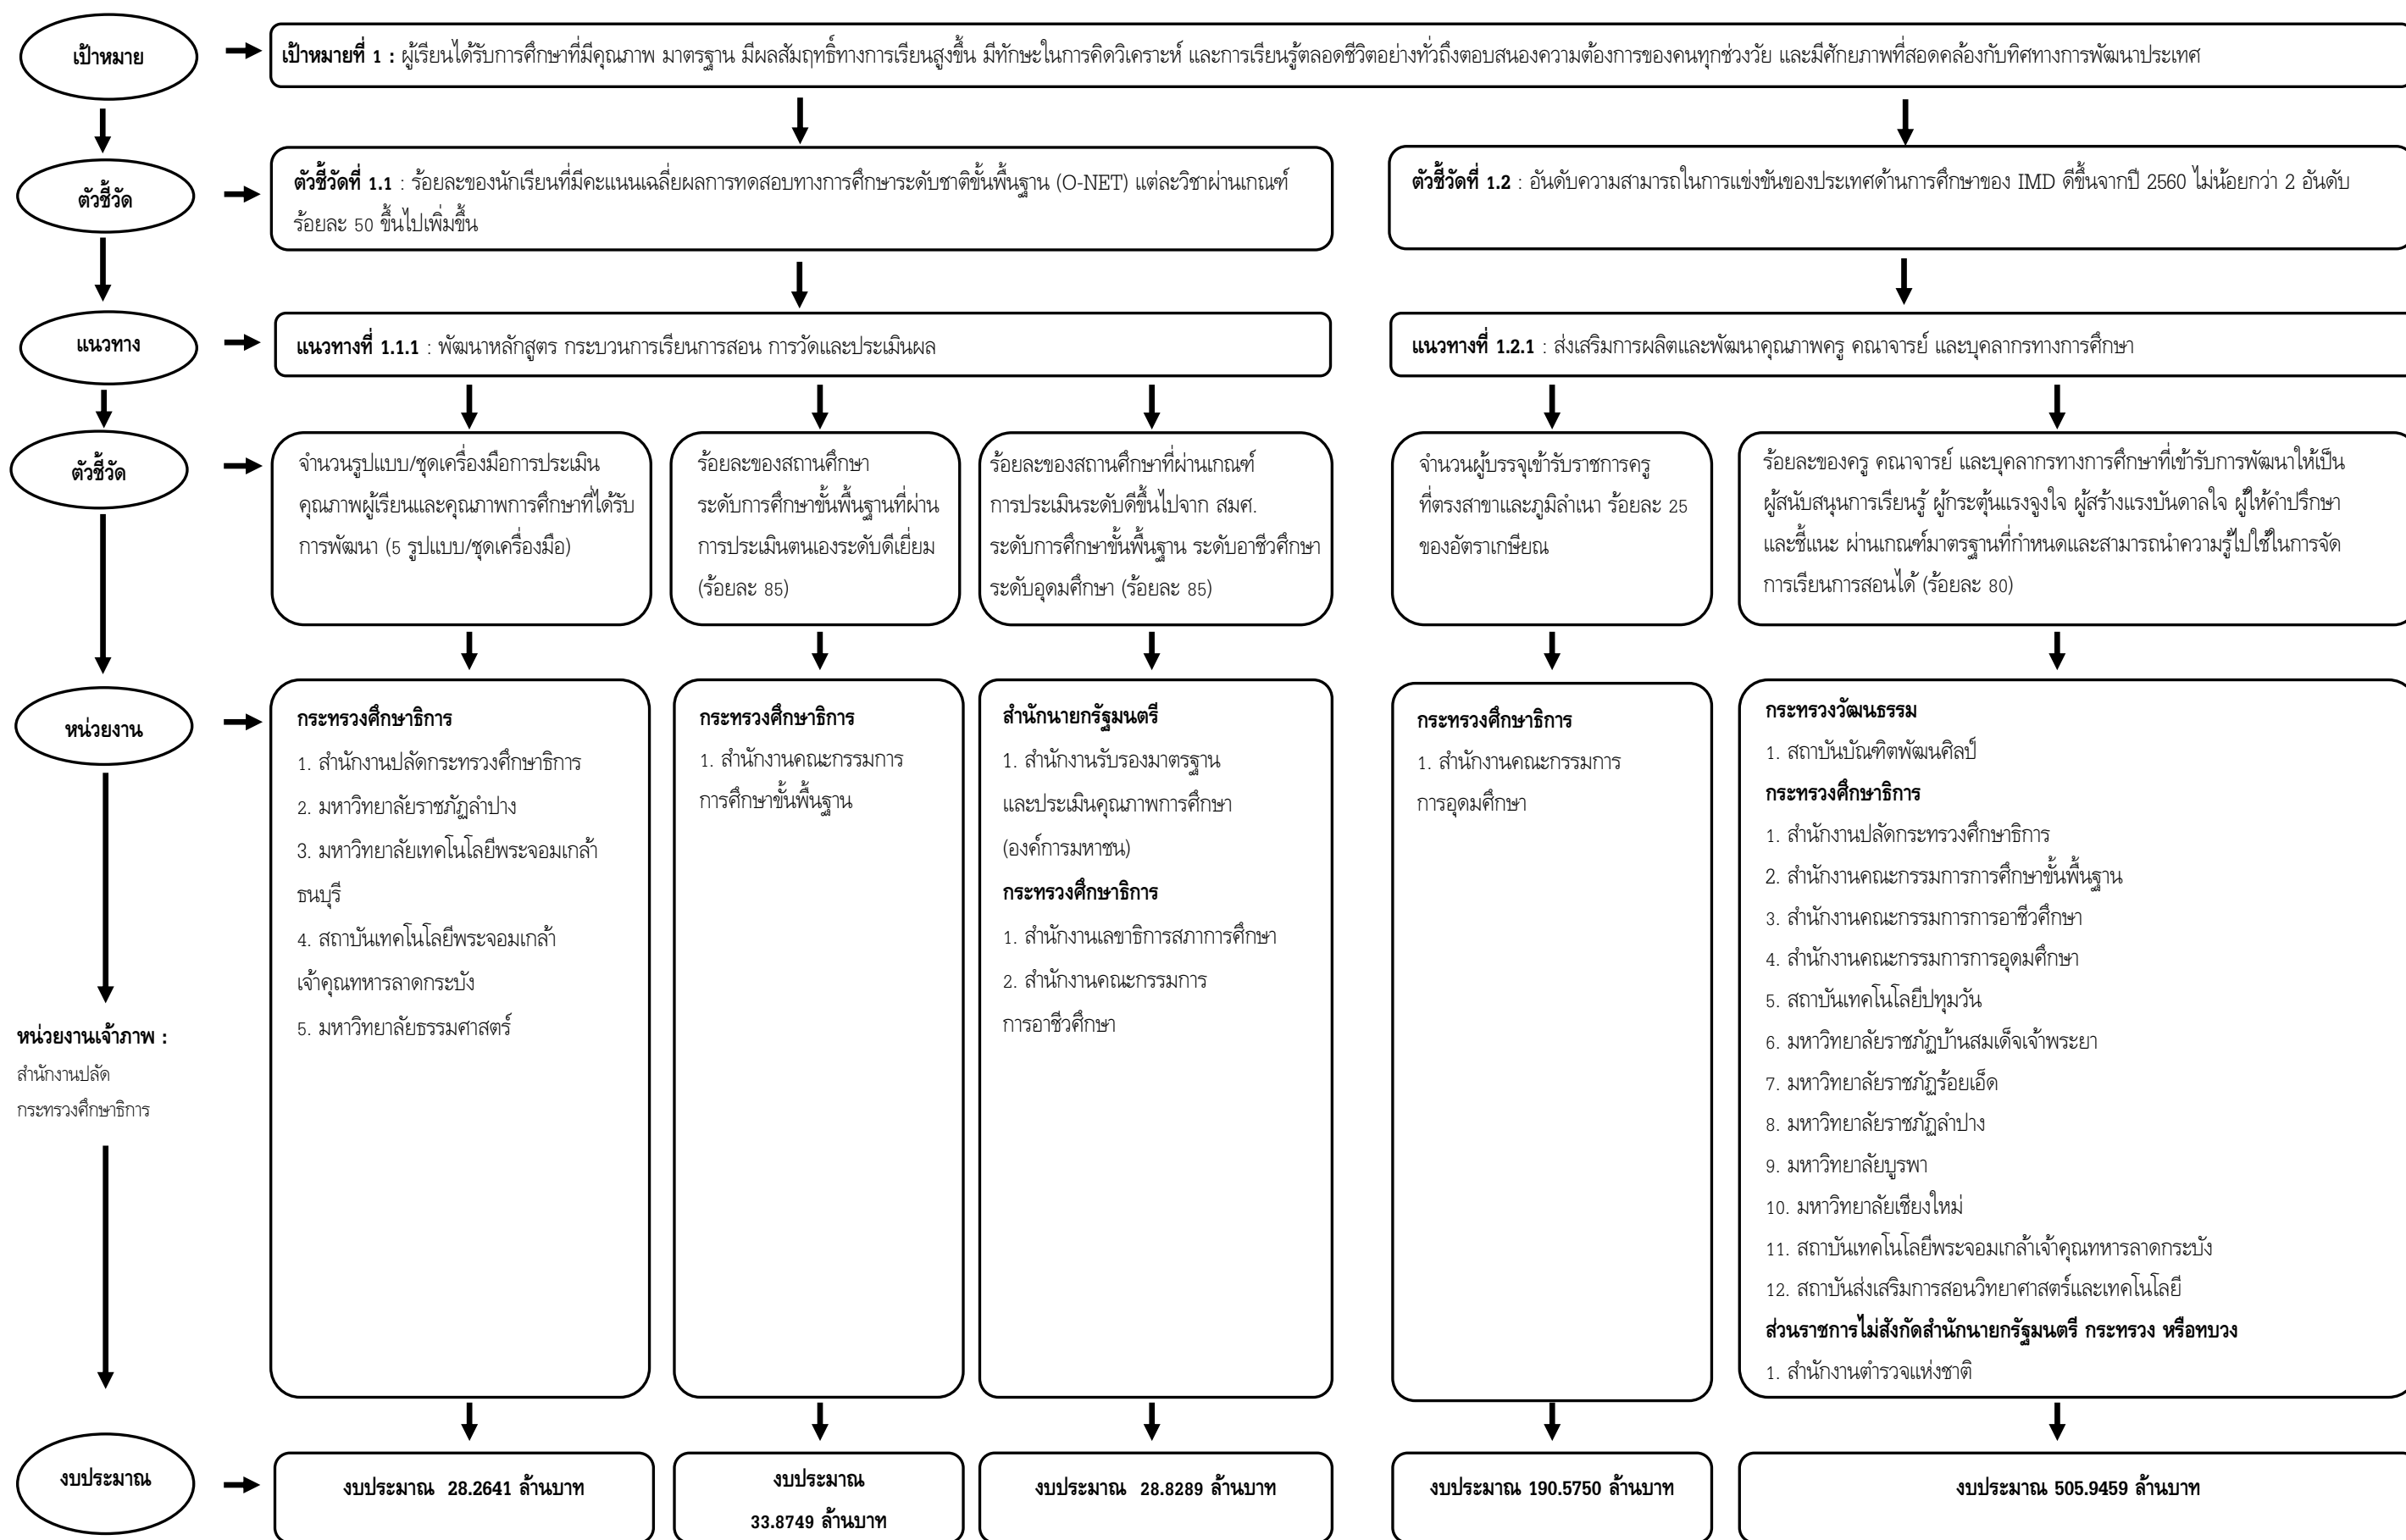 เป้าหมาย
เป้าหมายที่ 1 : ผู้เรียนได้รับการศึกษาที่มีคุณภาพ มาตรฐาน มีผลสัมฤทธิ์ทางการเรียนสูงขึ้น มีทักษะในการคิดวิเคราะห์ และการเรียนรู้ตลอดชีวิตอย่างทั่วถึงตอบสนองความต้องการของคนทุกช่วงวัย และมีศักยภาพที่สอดคล้องกับทิศทางการพัฒนาประเทศ
ตัวชี้วัด
ตัวชี้วัดที่ 1.1 : ร้อยละของนักเรียนที่มีคะแนนเฉลี่ยผลการทดสอบทางการศึกษาระดับชาติขั้นพื้นฐาน (O-NET) แต่ละวิชาผ่านเกณฑ์
ร้อยละ 50 ขึ้นไปเพิ่มขึ้น
ตัวชี้วัดที่ 1.2 : อันดับความสามารถในการแข่งขันของประเทศด้านการศึกษาของ IMD ดีขึ้นจากปี 2560 ไม่น้อยกว่า 2 อันดับ
แนวทาง
แนวทางที่ 1.1.1 : พัฒนาหลักสูตร กระบวนการเรียนการสอน การวัดและประเมินผล
แนวทางที่ 1.2.1 : ส่งเสริมการผลิตและพัฒนาคุณภาพครู คณาจารย์ และบุคลากรทางการศึกษา
ตัวชี้วัด
จำนวนรูปแบบ/ชุดเครื่องมือการประเมิน
คุณภาพผู้เรียนและคุณภาพการศึกษาที่ได้รับ
การพัฒนา (5 รูปแบบ/ชุดเครื่องมือ)
ร้อยละของสถานศึกษา
ระดับการศึกษาขั้นพื้นฐานที่ผ่าน
การประเมินตนเองระดับดีเยี่ยม
(ร้อยละ 85)
ร้อยละของสถานศึกษาที่ผ่านเกณฑ์
การประเมินระดับดีขึ้นไปจาก สมศ.
ระดับการศึกษาขั้นพื้นฐาน ระดับอาชีวศึกษา
ระดับอุดมศึกษา (ร้อยละ 85)
จำนวนผู้บรรจุเข้ารับราชการครู
ที่ตรงสาขาและภูมิลำเนา ร้อยละ 25
ของอัตราเกษียณ
ร้อยละของครู คณาจารย์ และบุคลากรทางการศึกษาที่เข้ารับการพัฒนาให้เป็น
ผู้สนับสนุนการเรียนรู้ ผู้กระตุ้นแรงจูงใจ ผู้สร้างแรงบันดาลใจ ผู้ให้คำปรึกษา
และชี้แนะ ผ่านเกณฑ์มาตรฐานที่กำหนดและสามารถนำความรู้ไปใช้ในการจัด
การเรียนการสอนได้ (ร้อยละ 80)
หน่วยงาน
กระทรวงศึกษาธิการ
1. สำนักงานปลัดกระทรวงศึกษาธิการ
2. มหาวิทยาลัยราชภัฏลำปาง
3. มหาวิทยาลัยเทคโนโลยีพระจอมเกล้า
ธนบุรี
4. สถาบันเทคโนโลยีพระจอมเกล้า
เจ้าคุณทหารลาดกระบัง
5. มหาวิทยาลัยธรรมศาสตร์
กระทรวงศึกษาธิการ
1. สำนักงานคณะกรรมการ
การศึกษาขั้นพื้นฐาน
สำนักนายกรัฐมนตรี
1. สำนักงานรับรองมาตรฐาน
และประเมินคุณภาพการศึกษา
(องค์การมหาชน)
กระทรวงศึกษาธิการ
1. สำนักงานเลขาธิการสภาการศึกษา
2. สำนักงานคณะกรรมการ
การอาชีวศึกษา
กระทรวงศึกษาธิการ
1. สำนักงานคณะกรรมการ
การอุดมศึกษา
กระทรวงวัฒนธรรม
1. สถาบันบัณฑิตพัฒนศิลป์
กระทรวงศึกษาธิการ
1. สำนักงานปลัดกระทรวงศึกษาธิการ
2. สำนักงานคณะกรรมการการศึกษาขั้นพื้นฐาน
3. สำนักงานคณะกรรมการการอาชีวศึกษา
4. สำนักงานคณะกรรมการการอุดมศึกษา
5. สถาบันเทคโนโลยีปทุมวัน
6. มหาวิทยาลัยราชภัฏบ้านสมเด็จเจ้าพระยา
7. มหาวิทยาลัยราชภัฏร้อยเอ็ด
8. มหาวิทยาลัยราชภัฏลำปาง
9. มหาวิทยาลัยบูรพา
10. มหาวิทยาลัยเชียงใหม่
11. สถาบันเทคโนโลยีพระจอมเกล้าเจ้าคุณทหารลาดกระบัง
12. สถาบันส่งเสริมการสอนวิทยาศาสตร์และเทคโนโลยี
ส่วนราชการไม่สังกัดสำนักนายกรัฐมนตรี กระทรวง หรือทบวง
1. สำนักงานตำรวจแห่งชาติ
หน่วยงานเจ้าภาพ :
สำนักงานปลัด
กระทรวงศึกษาธิการ
งบประมาณ
งบประมาณ 28.2641 ล้านบาท
งบประมาณ
33.8749 ล้านบาท
งบประมาณ 28.8289 ล้านบาท
งบประมาณ 190.5750 ล้านบาท
งบประมาณ 505.9459 ล้านบาท